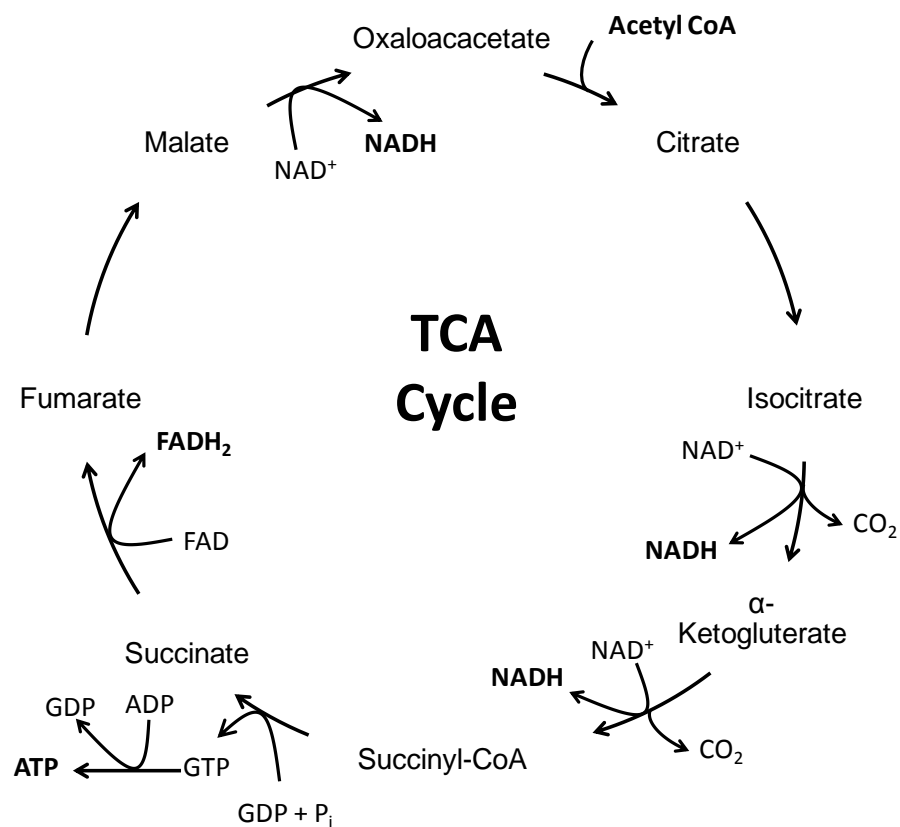 Oxaloacacetate
Acetyl CoA
Citrate
Malate
NAD⁺
NADH
TCA
Cycle
Fumarate
Isocitrate
FADH₂
FAD
NAD⁺
NADH
CO₂
α-
Ketogluterate
NAD⁺
NADH
CO₂
Succinyl-CoA
Succinate
GDP
ADP
ATP
GTP
GDP + Pᵢ